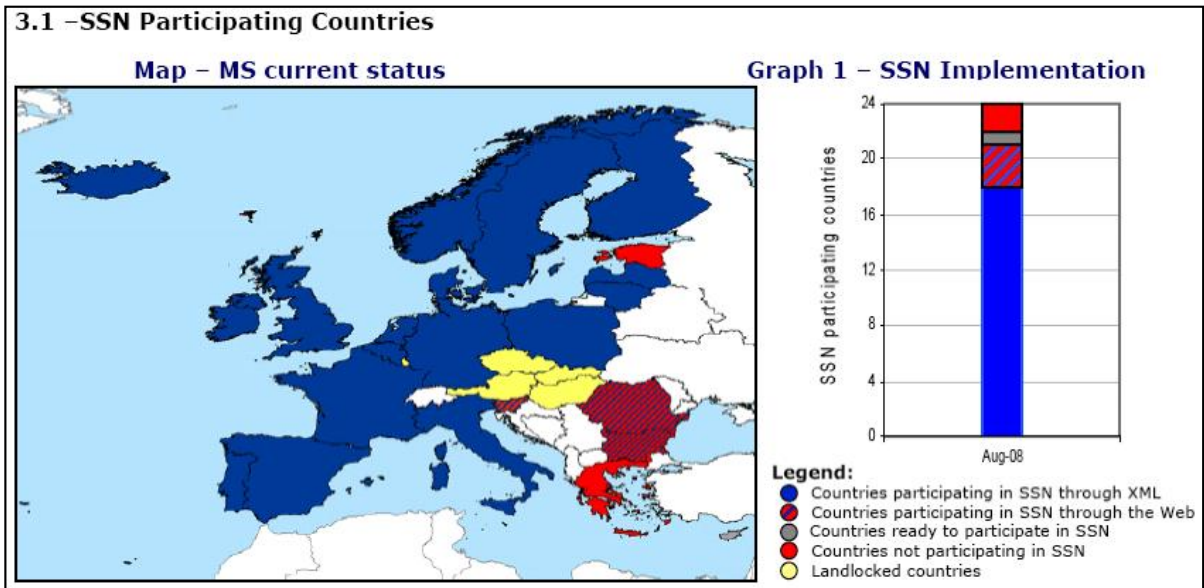 3.1 –SSN Participating Countries
Map – MS current status
Graph 1 – SSN Implementation
24
20
16
12
8
4
0
SSN participating countries
Aug-08
Legend:
Countries participating in SSN through XML
Countries participating in SSN through the Web
Countries ready to participate in SSN
Countries not participating in SSN
Landlocked countries